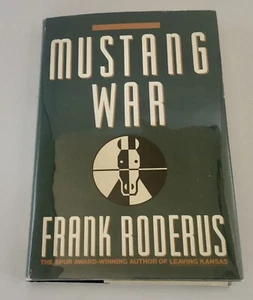 MUSTANG
WAR
FRANK RODERUS
THE SPUR AWARD-WINNING AUTHOR OF LEAVING KANSAS